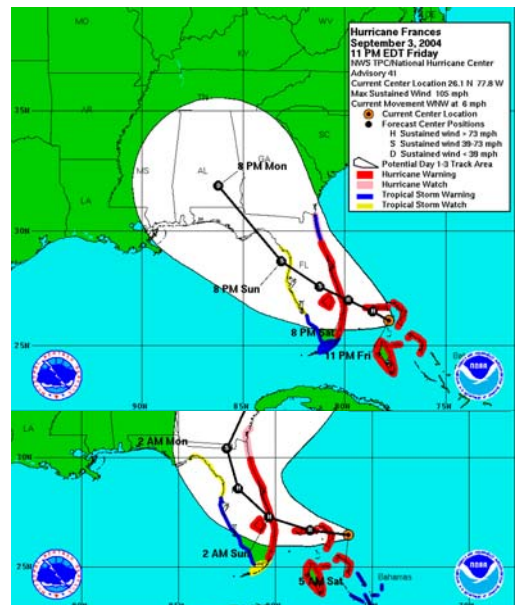 MO
WV
KY
VA
DE
Hurricane Frances
September 3, 2004
11 PM EDT Friday
NWS TPC/National Hurricane Center
Advisory 41
Current Center Location 26.1 N 77.8 W
Max Sustained Wind 105 mph
Current Movement WNW at 6 mph
Current Center Location
Forecast Center Positions
H Sustained wind > 73 mph
S Sustained wind 39-73 mph
D Sustained wind < 39 mph
Potential Day 1-3 Track Area
Hurricane Warning
Hurricane Watch
Tropical Storm Warning
Tropical Storm Watch
35N
TN
AR
SC
8 PM Mon
MS
AL
GA
LA
30N
FL
8 PM Sun
8 PM Sat
25N
11 PM Fri
NOAA
90W
85W
80W
75W
LA
2 AM Mon
30N
2 AM Sun
25N
5 AM Sat
Bahamas